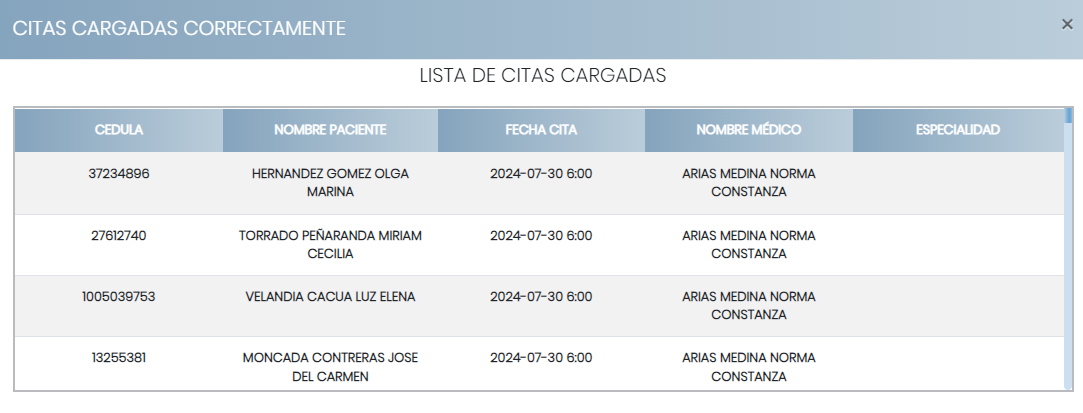 CITAS CARGADAS CORRECTAMENTE
×
LISTA DE CITAS CARGADAS
CEDULA NOMBRE PACIENTE FECHA CITA NOMBRE MÉDICO ESPECIALIDAD
37234896 HERNANDEZ GOMEZ OLGA 2024-07-30 6:00 ARIAS MEDINA NORMA
MARINA CONSTANZA
27612740 TORRADO PEÑARANDA MIRIAM 2024-07-30 6:00 ARIAS MEDINA NORMA
CECILIA CONSTANZA
1005039753 VELANDIA CACUA LUZ ELENA 2024-07-30 6:00 ARIAS MEDINA NORMA
CONSTANZA
13255381 MONCADA CONTRERAS JOSE 2024-07-30 6:00 ARIAS MEDINA NORMA
DEL CARMEN CONSTANZA